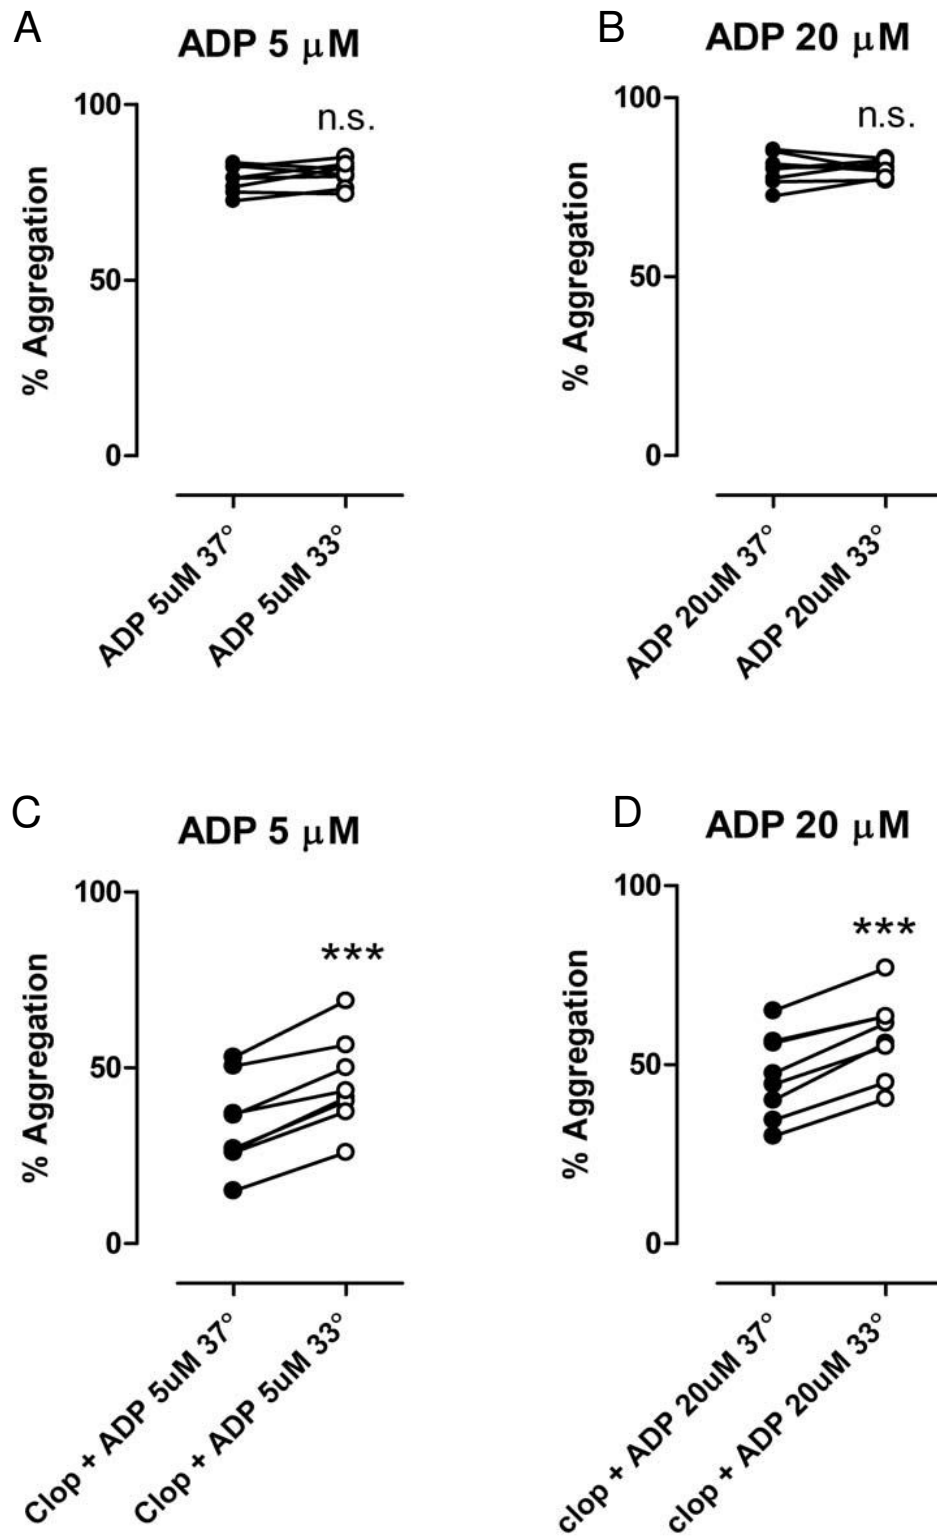 A
ADP 5 μM
100
n.s.
50
0
% Aggregation
ADP 5uM 37°
ADP 5uM 33°
B
ADP 20 μM
100
n.s.
50
0
% Aggregation
ADP 20uM 37°
ADP 20uM 33°
C
ADP 5 μM
100
***
50
0
% Aggregation
Clop + ADP 5uM 37°
Clop + ADP 5uM 33°
D
ADP 20 μM
100
***
50
0
% Aggregation
clop + ADP 20uM 37°
clop + ADP 20uM 33°